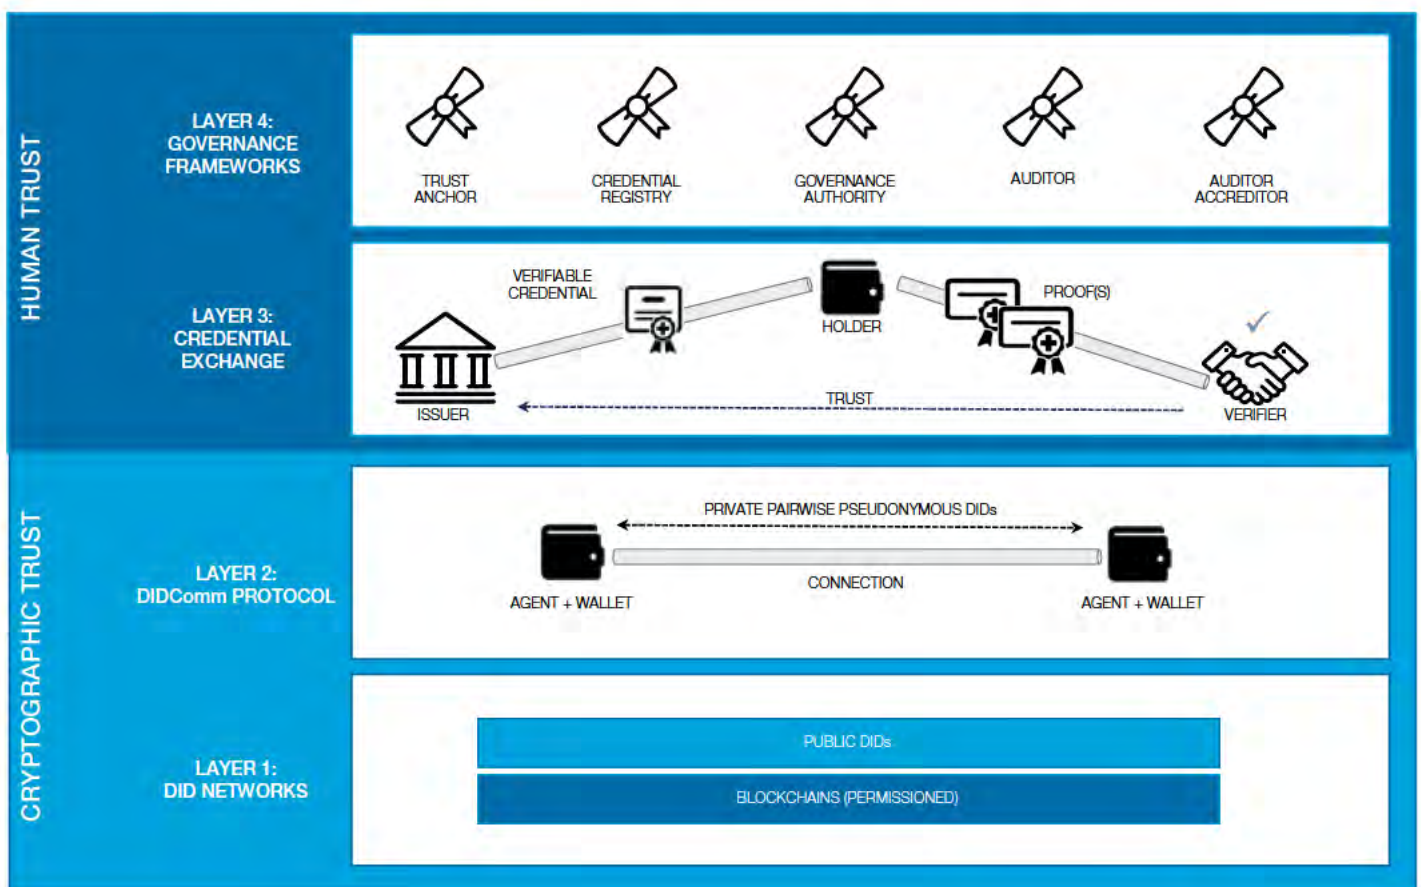 HUMAN TRUST
LAYER 4:
GOVERNANCE
FRAMEWORKS
TRUST
ANCHOR
CREDENTIAL
REGISTRY
GOVERNANCE
AUTHORITY
AUDITOR
AUDITOR
ACCREDITOR
LAYER 3:
CREDENTIAL
EXCHANGE
VERIFIABLE
CREDENTIAL
HOLDER
PROOF(S)
ISSUER
TRUST
VERIFIER
CRYPTOGRAPHIC TRUST
LAYER 2:
DIDComm PROTOCOL
PRIVATE PAIRWISE PSEUDONYMOUS DIDs
CONNECTION
AGENT + WALLET
AGENT + WALLET
LAYER 1:
DID NETWORKS
PUBLIC DIDs
BLOCKCHAINS (PERMISSIONED)